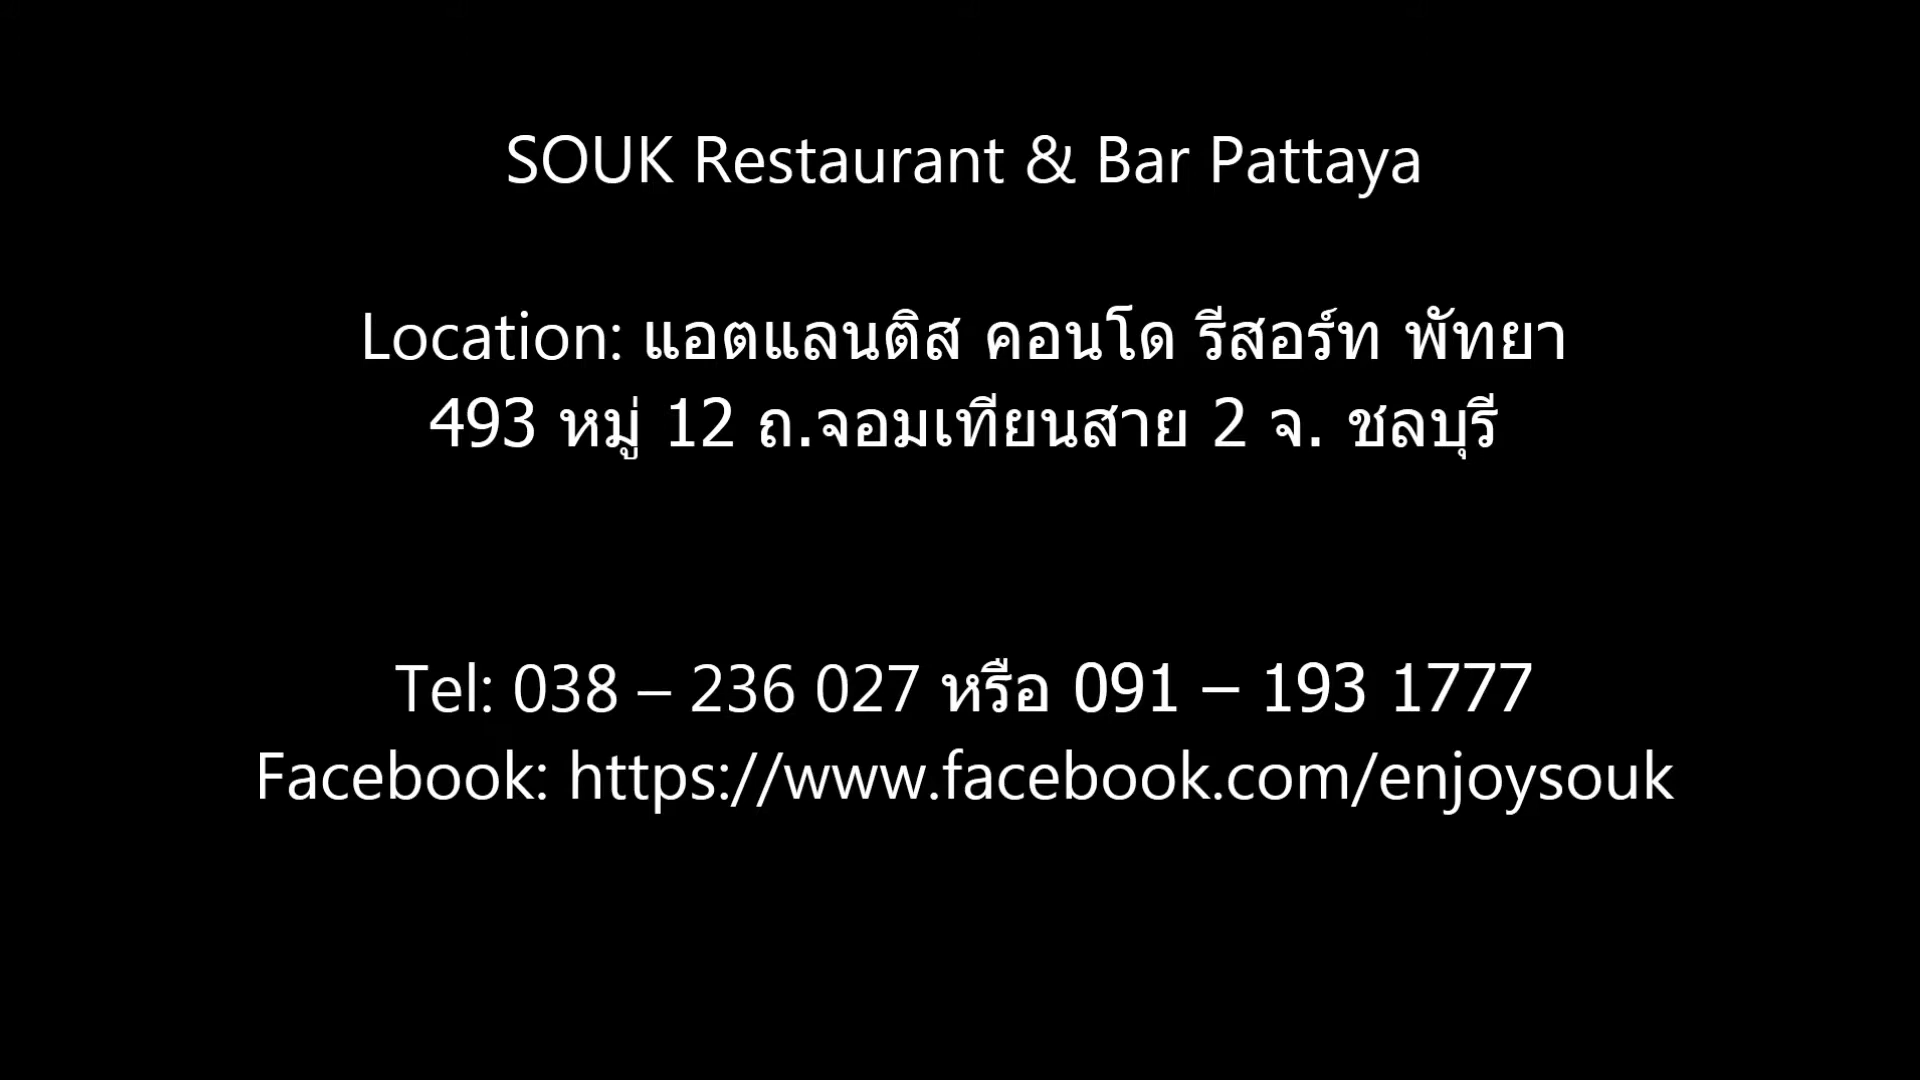 SOUK Restaurant & Bar Pattaya
Location: แอตแลนติส คอนโด รีสอร์ท พัทยา
493 หมู่ 12 ถ.จอมเทียนสาย 2 จ. ชลบุรี
Tel: 038 – 236 027 หรือ 091 – 193 1777
Facebook: https://www.facebook.com/enjoysouk